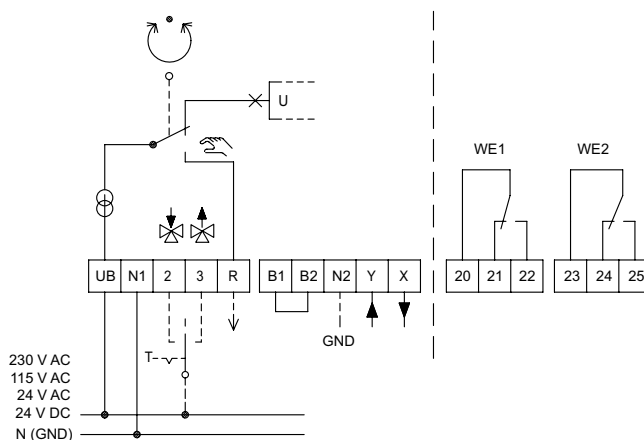 U
WE1 WE2
UB N1 2 3 R B1 B2 N2 Y X 20 21 22 23 24 25
GND
T
230 V AC
115 V AC
24 V AC
24 V DC
N (GND)